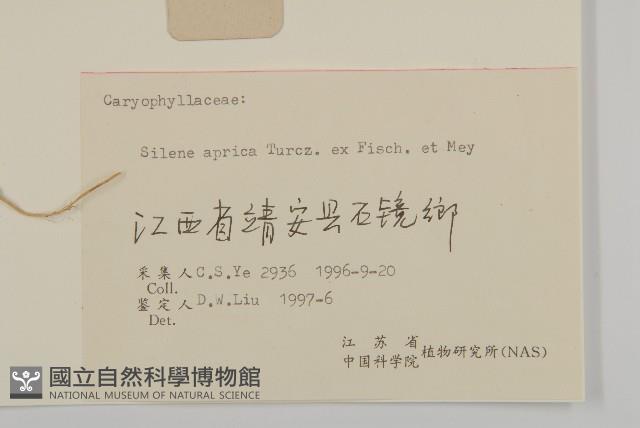 Caryophyllaceae:
Silene aprica Turcz. ex Fisch. et Mey
江西省靖安县石镜鄉
采集人 C.S.Ye 2936 1996-9-20
Coll.
鉴定人 D.W.Liu 1997-6
Det.
江苏省
中国科学院 植物研究所(NAS)
國立自然科學博物館
NATIONAL MUSEUM OF NATURAL SCIENCE